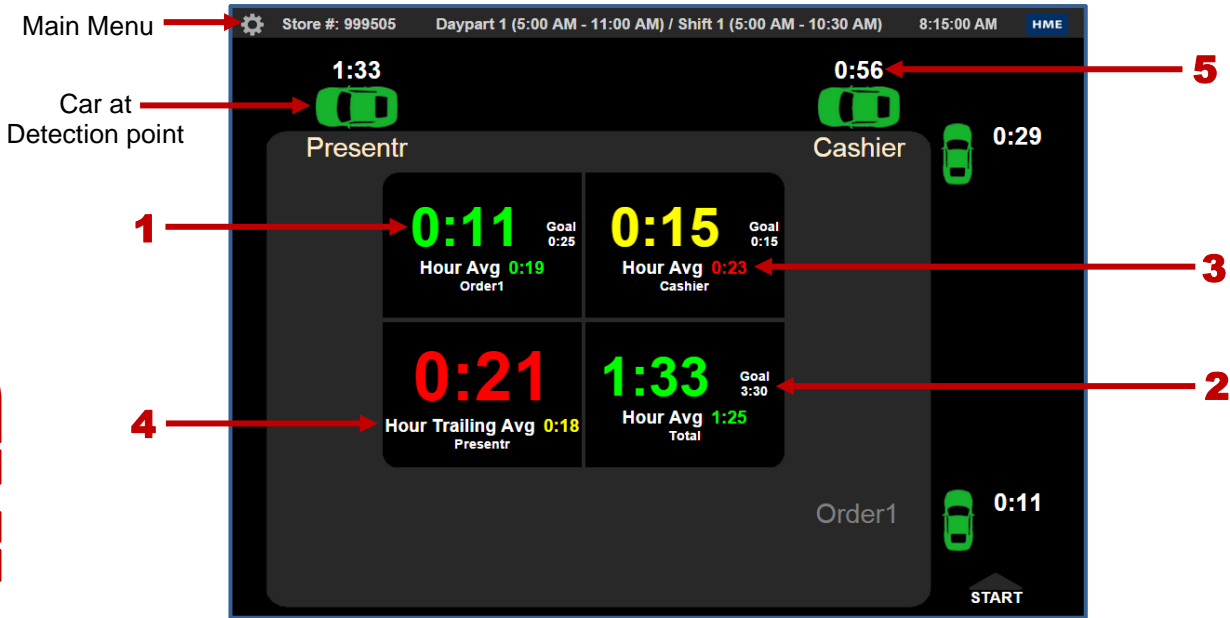 Main Menu
Store #: 999505 Daypart 1 (5:00 AM - 11:00 AM) / Shift 1 (5:00 AM - 10:30 AM) 8:15:00 AM HME
1:33 0:56 5
Car at
Detection point
0:29
Presentr Cashier
1 0:11 Goal 0:15 Goal
0:25 0:15
Hour Avg 0:19 Hour Avg 0:23 3
Order1 Cashier
0:21 1:33 Goal 2
3:30
4 Hour Trailing Avg 0:18 Hour Avg 1:25
Presentr Total
Order1 0:11
START